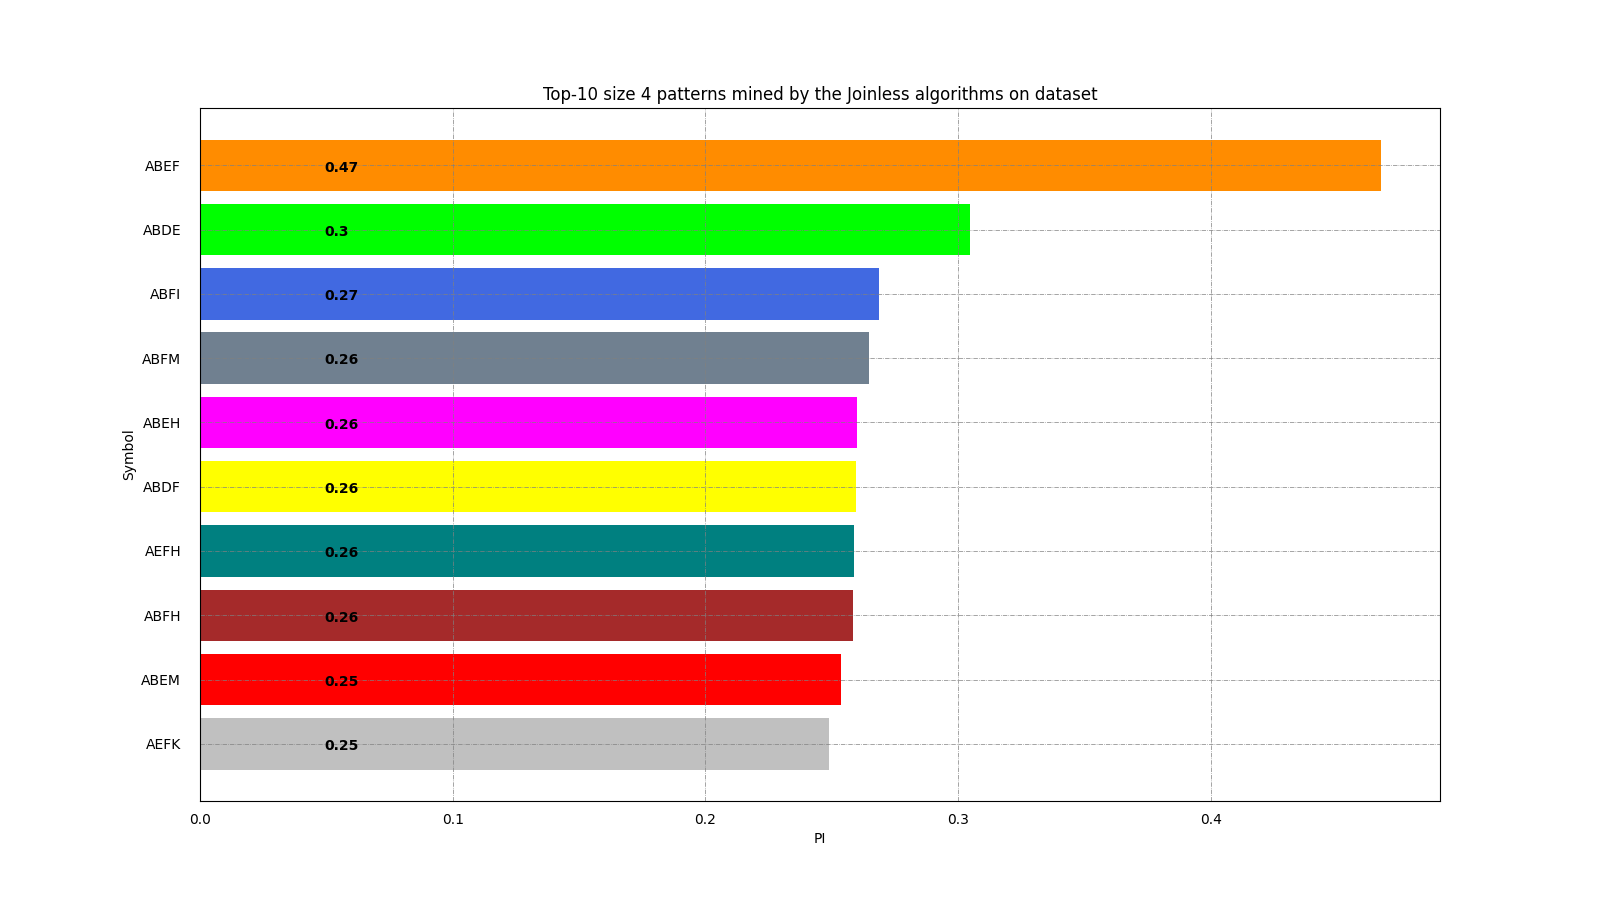 Top-10 size 4 patterns mined by the Joinless algorithms on dataset
Symbol
ABEF 0.47
ABDE 0.3
ABFI 0.27
ABFM 0.26
ABEH 0.26
ABDF 0.26
AEFH 0.26
ABFH 0.26
ABEM 0.25
AEFK 0.25
0.0 0.1 0.2 0.3 0.4
PI